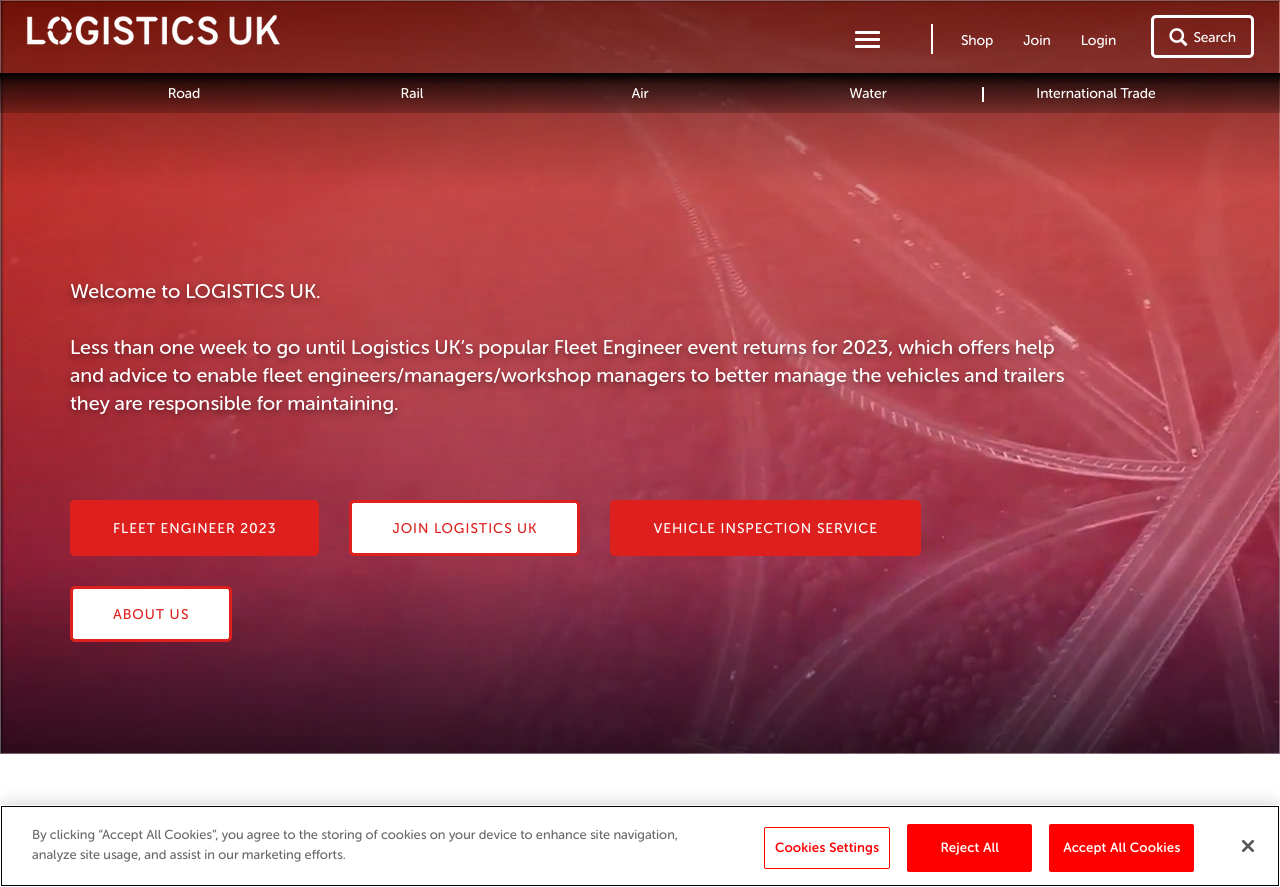 LOGISTICS UK
Shop
Join
Login
Search
Road
Rail
Air
Water
International Trade
Welcome to LOGISTICS UK.
Less than one week to go until Logistics UK’s popular Fleet Engineer event returns for 2023, which offers help
and advice to enable fleet engineers/managers/workshop managers to better manage the vehicles and trailers
they are responsible for maintaining.
FLEET ENGINEER 2023
JOIN LOGISTICS UK
VEHICLE INSPECTION SERVICE
ABOUT US
By clicking “Accept All Cookies”, you agree to the storing of cookies on your device to enhance site navigation,
analyze site usage, and assist in our marketing efforts.
Cookies Settings
Reject All
Accept All Cookies